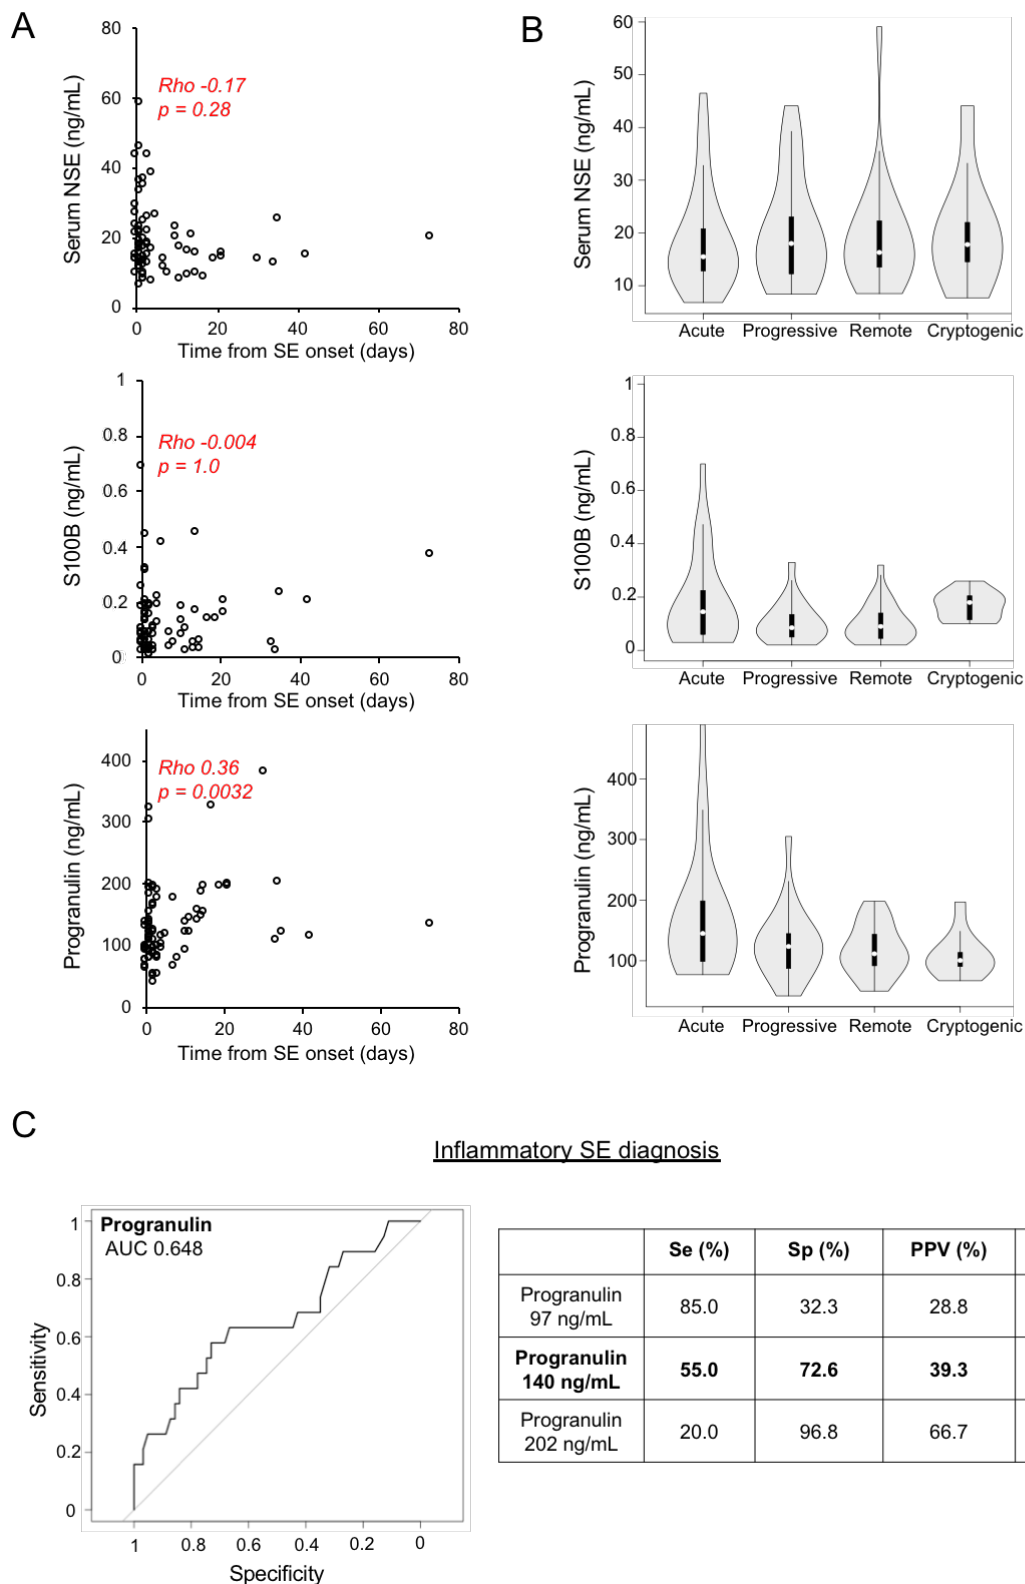 A
80
60
40
20
0
Serum NSE (ng/mL)
Rho -0.17
p = 0.28
0 20 40 60 80
Time from SE onset (days)
1
0.8
0.6
0.4
0.2
0
S100B (ng/mL)
Rho -0.004
p = 1.0
0 20 40 60 80
Time from SE onset (days)
400
300
200
100
0
Progranulin (ng/mL)
Rho 0.36
p = 0.0032
0 20 40 60 80
Time from SE onset (days)
B
60
50
40
30
20
10
Serum NSE (ng/mL)
Acute Progressive Remote Cryptogenic
1
0.8
0.6
0.4
0.2
0
S100B (ng/mL)
Acute Progressive Remote Cryptogenic
400
300
200
100
Progranulin (ng/mL)
Acute Progressive Remote Cryptogenic
C
Inflammatory SE diagnosis
Progranulin
AUC 0.648
1
0.8
0.6
0.4
0.2
0
Sensitivity
1 0.8 0.6 0.4 0.2 0
Specificity
Se (%) Sp (%) PPV (%)
Progranulin
97 ng/mL 85.0 32.3 28.8
Progranulin
140 ng/mL 55.0 72.6 39.3
Progranulin
202 ng/mL 20.0 96.8 66.7